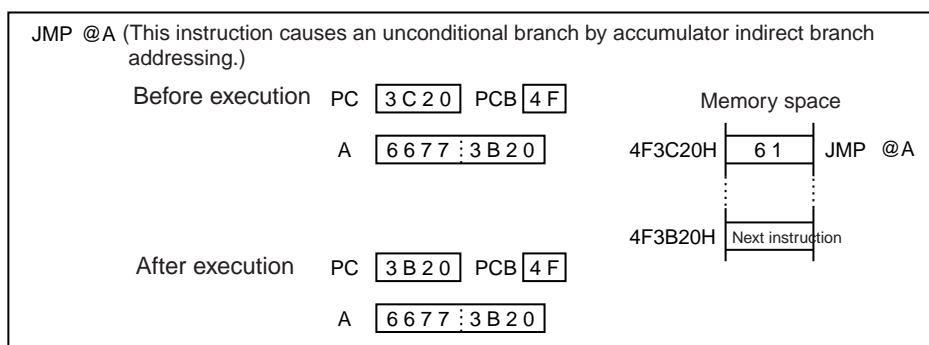 JMP @A (This instruction causes an unconditional branch by accumulator indirect branch
addressing.)
Before execution PC 3C20 PCB 4F
Memory space
A 6677 3B20
4F3C20H 61 JMP @A
4F3B20H Next instruction
After execution PC 3B20 PCB 4F
A 6677 3B20